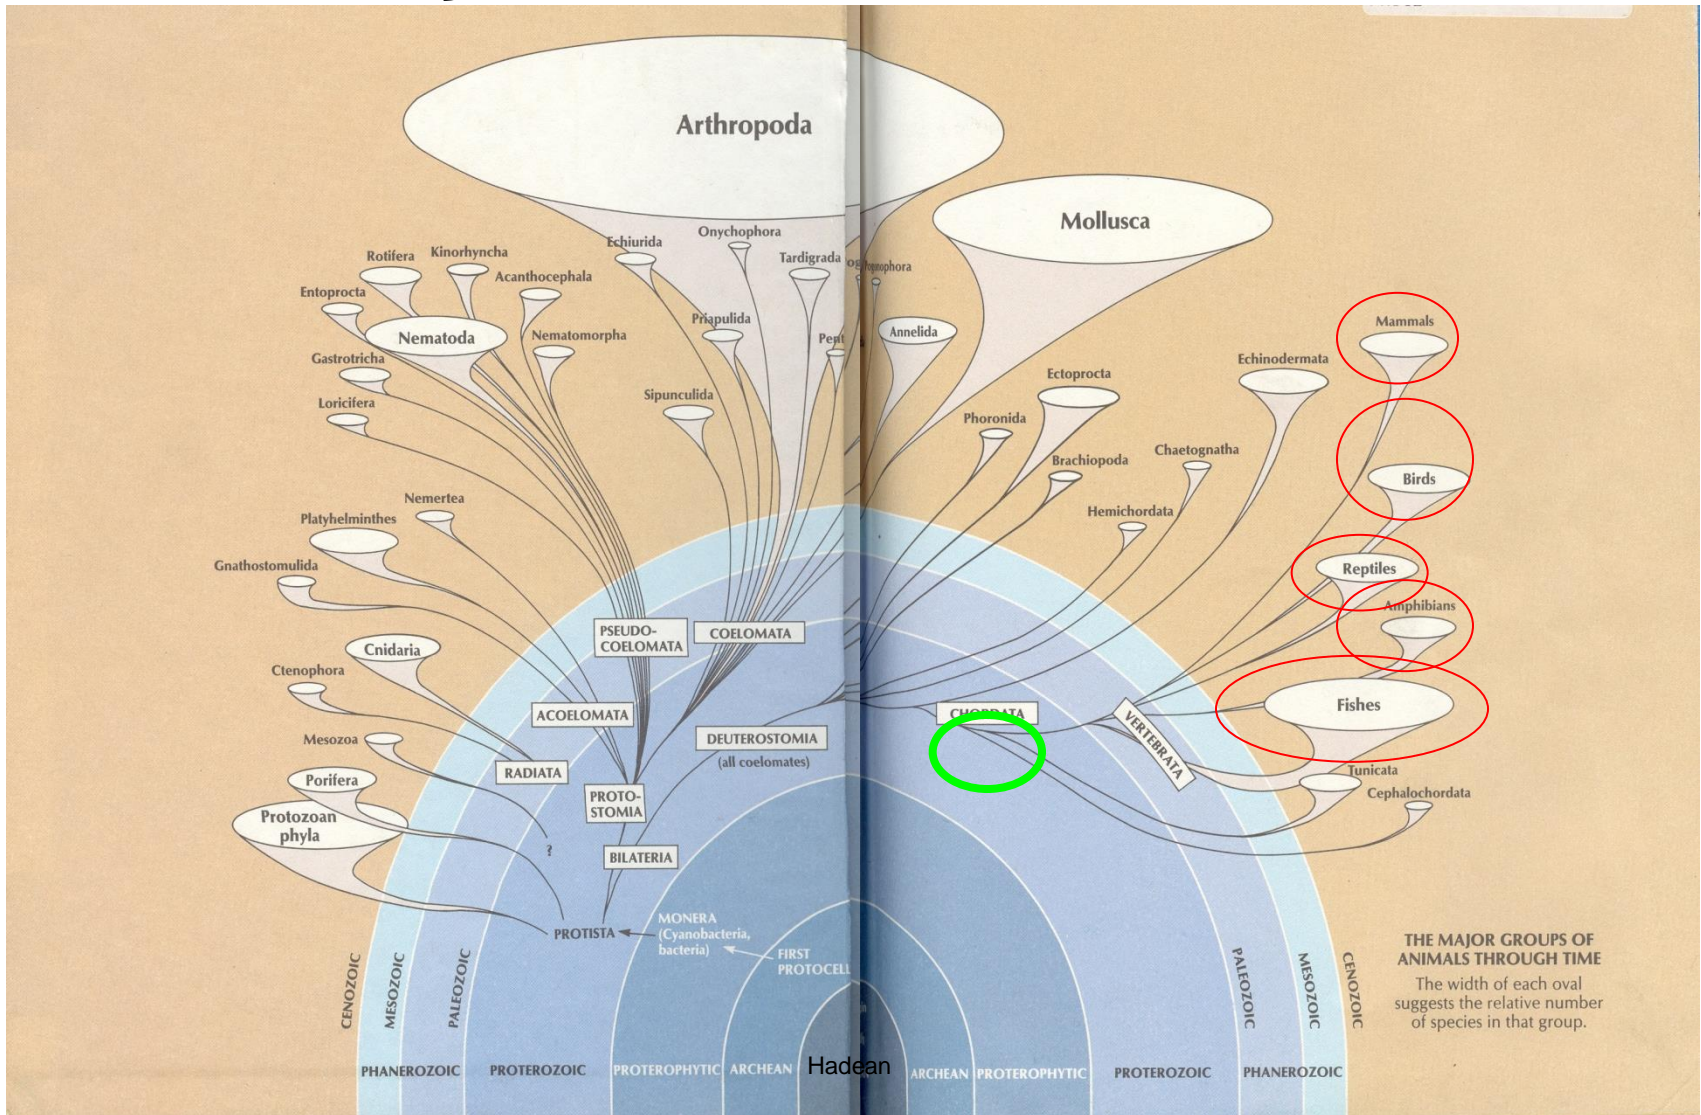 Arthropoda
Mollusca
Onychophora
Echiurida
Kinorhyncha
Rotifera
Tardigrada
Acanthocephala
Entoprocta
Priapulida
Mammals
Annelida
Nematoda
Nematomorpha
Gastrotricha
Echinodermata
Ectoprocta
Sipunculida
Loricifera
Phoronida
Chaetognatha
Brachiopoda
Birds
Nemertea
Hemichordata
Platyhelminthes
Gnathostomulida
Reptiles
Amphibians
PSEUDO-
COELOMATA
COELOMATA
Cnidaria
Ctenophora
Fishes
ACOELOMATA
CHORDATA
VERTEBRATA
Mesozoa
DEUTEROSTOMIA
(all coelomates)
RADIATA
Tunicata
Porifera
Cephalochordata
PROTO-
STOMIA
Protozoan
phyla
?
BILATERIA
MONERA
(Cyanobacteria,
bacteria)
PROTISTA
FIRST
PROTOCELL
THE MAJOR GROUPS OF
ANIMALS THROUGH TIME
The width of each oval
suggests the relative number
of species in that group.
CENOZOIC
MESOZOIC
PALEOZOIC
PALEOZOIC
MESOZOIC
CENOZOIC
PHANEROZOIC
PROTEROZOIC
PROTEROPHYTIC
ARCHEAN
Hadean
ARCHEAN
PROTEROPHYTIC
PROTEROZOIC
PHANEROZOIC